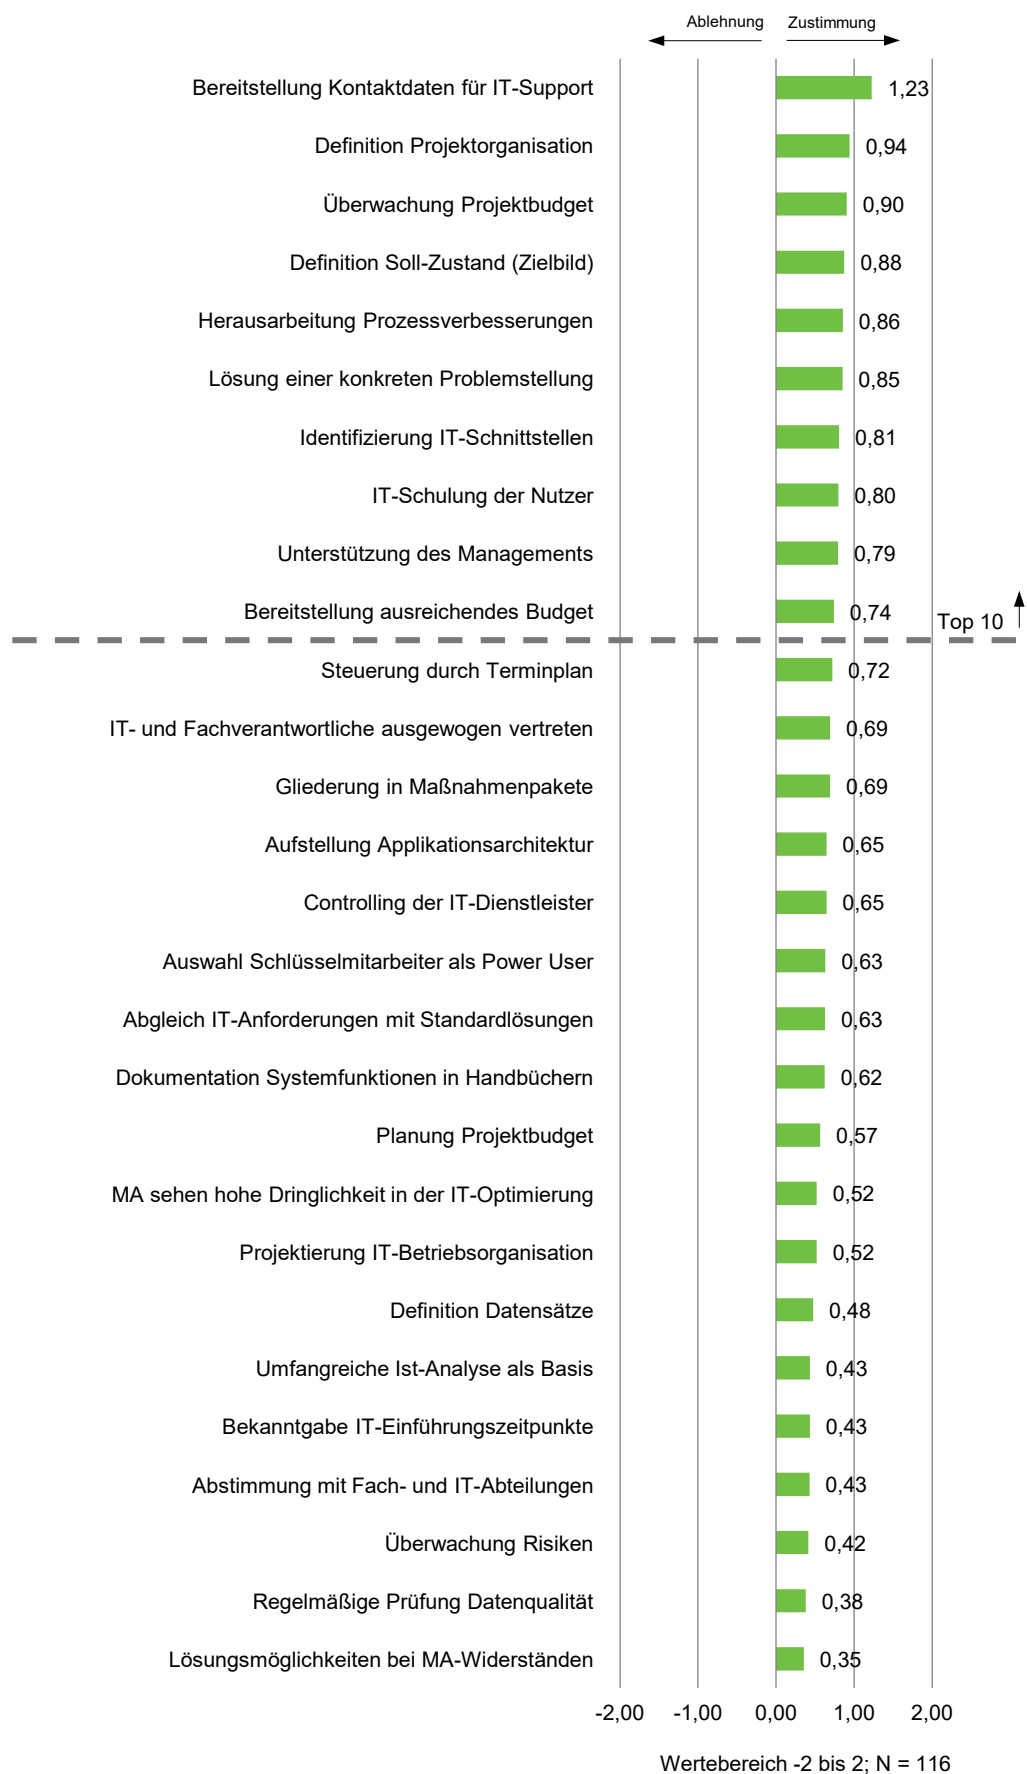 Ablehnung Zustimmung
Bereitstellung Kontaktdaten für IT-Support 1,23
Definition Projektorganisation 0,94
Überwachung Projektbudget 0,90
Definition Soll-Zustand (Zielbild) 0,88
Herausarbeitung Prozessverbesserungen 0,86
Lösung einer konkreten Problemstellung 0,85
Identifizierung IT-Schnittstellen 0,81
IT-Schulung der Nutzer 0,80
Unterstützung des Managements 0,79
Bereitstellung ausreichendes Budget 0,74
Top 10
Steuerung durch Terminplan 0,72
IT- und Fachverantwortliche ausgewogen vertreten 0,69
Gliederung in Maßnahmenpakete 0,69
Aufstellung Applikationsarchitektur 0,65
Controlling der IT-Dienstleister 0,65
Auswahl Schlüsselmitarbeiter als Power User 0,63
Abgleich IT-Anforderungen mit Standardlösungen 0,63
Dokumentation Systemfunktionen in Handbüchern 0,62
Planung Projektbudget 0,57
MA sehen hohe Dringlichkeit in der IT-Optimierung 0,52
Projektierung IT-Betriebsorganisation 0,52
Definition Datensätze 0,48
Umfangreiche Ist-Analyse als Basis 0,43
Bekanntgabe IT-Einführungszeitpunkte 0,43
Abstimmung mit Fach- und IT-Abteilungen 0,43
Überwachung Risiken 0,42
Regelmäßige Prüfung Datenqualität 0,38
Lösungsmöglichkeiten bei MA-Widerständen 0,35
-2,00 -1,00 0,00 1,00 2,00
Wertebereich -2 bis 2; N = 116